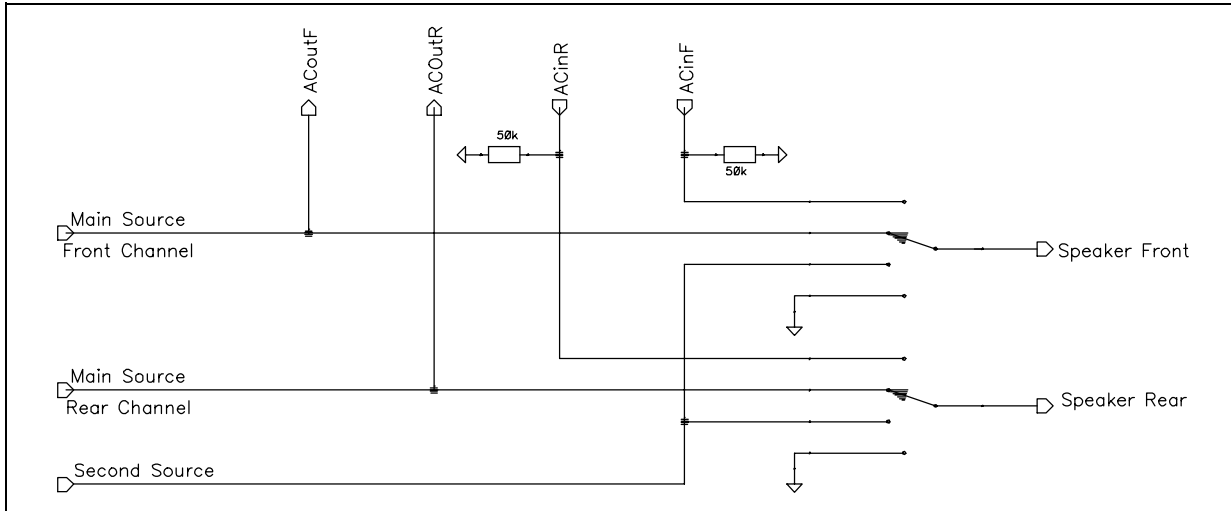 ACoutF
ACOutR
ACinR
ACinF
50k
50k
Main Source
Front Channel
Speaker Front
Main Source
Rear Channel
Speaker Rear
Second Source